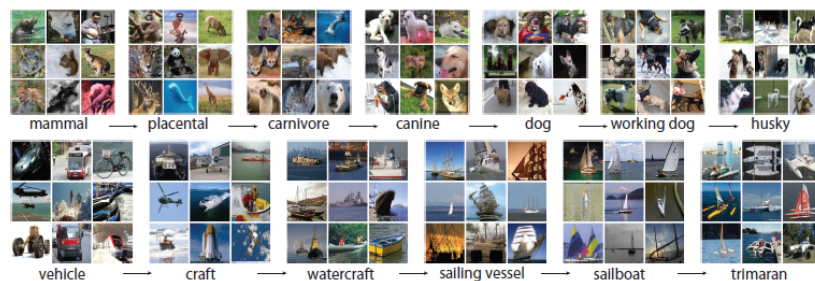 mammal placental carnivore canine dog working dog husky
vehicle craft watercraft sailing vessel sailboat trimaran